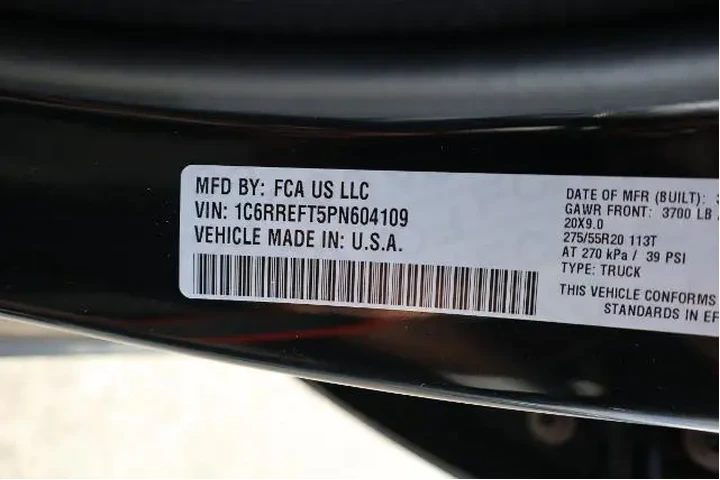 MFD BY: FCA US LLC
VIN: 1C6RREFT5PN604109
VEHICLE MADE IN: U.S.A.
DATE OF MFR (BUILT):
GAWR FRONT: 3700 LB
20X9.0
275/55R20 113T
AT 270 kPa / 39 PSI
TYPE: TRUCK
THIS VEHICLE CONFORMS
STANDARDS IN